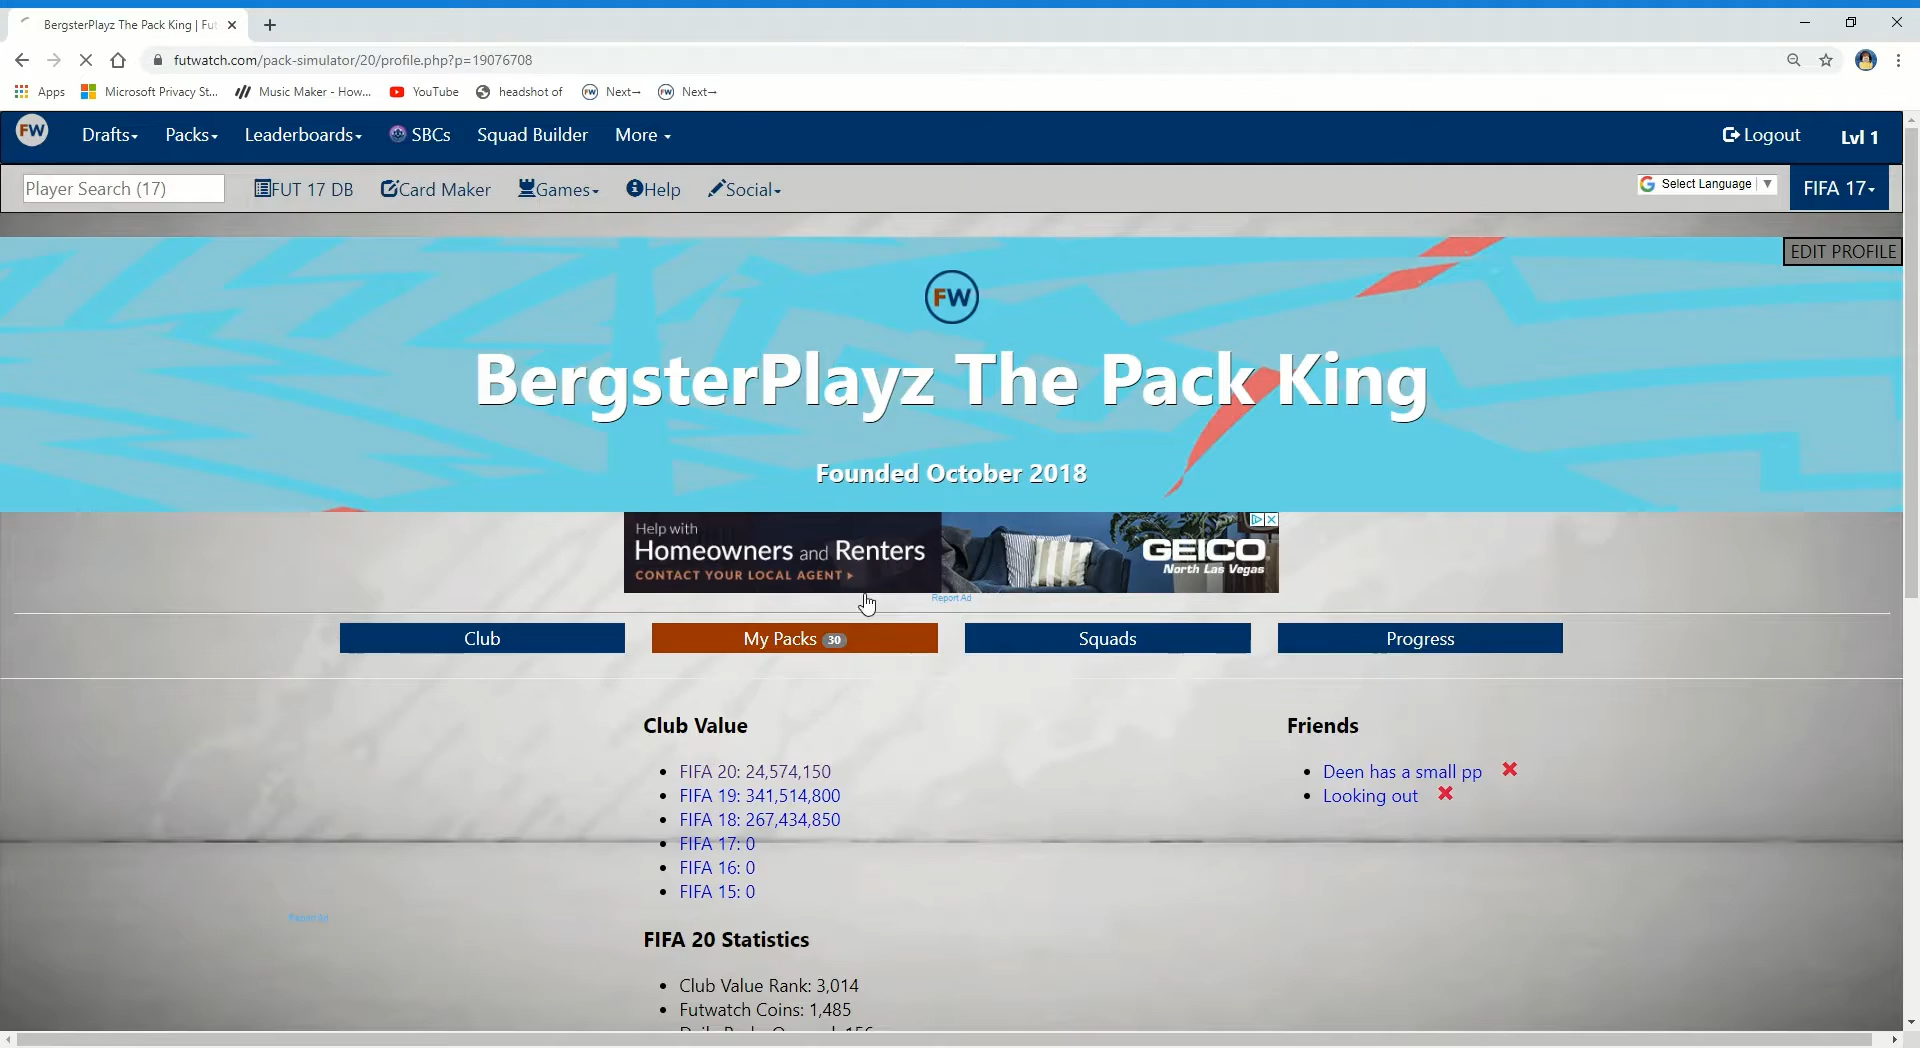 BergsterPlayz The Pack King | Fut
futwatch.com/pack-simulator/20/profile.php?p=19076708
Apps Microsoft Privacy St... Music Maker - How... YouTube headshot of FW Next→ FW Next→
FW Drafts Packs Leaderboards SBCs Squad Builder More Logout Lvl 1
Player Search (17) FUT 17 DB Card Maker Games Help Social G Select Language ▼ FIFA 17
EDIT PROFILE
FW
BergsterPlayz The Pack King
Founded October 2018
Help with
Homeowners and Renters
CONTACT YOUR LOCAL AGENT
GEICO
North Las Vegas
Report Ad
Club My Packs 30 Squads Progress
Club Value
FIFA 20: 24,574,150
FIFA 19: 341,514,800
FIFA 18: 267,434,850
FIFA 17: 0
FIFA 16: 0
FIFA 15: 0
Friends
Deen has a small pp
Looking out
Report Ad
FIFA 20 Statistics
Club Value Rank: 3,014
Futwatch Coins: 1,485